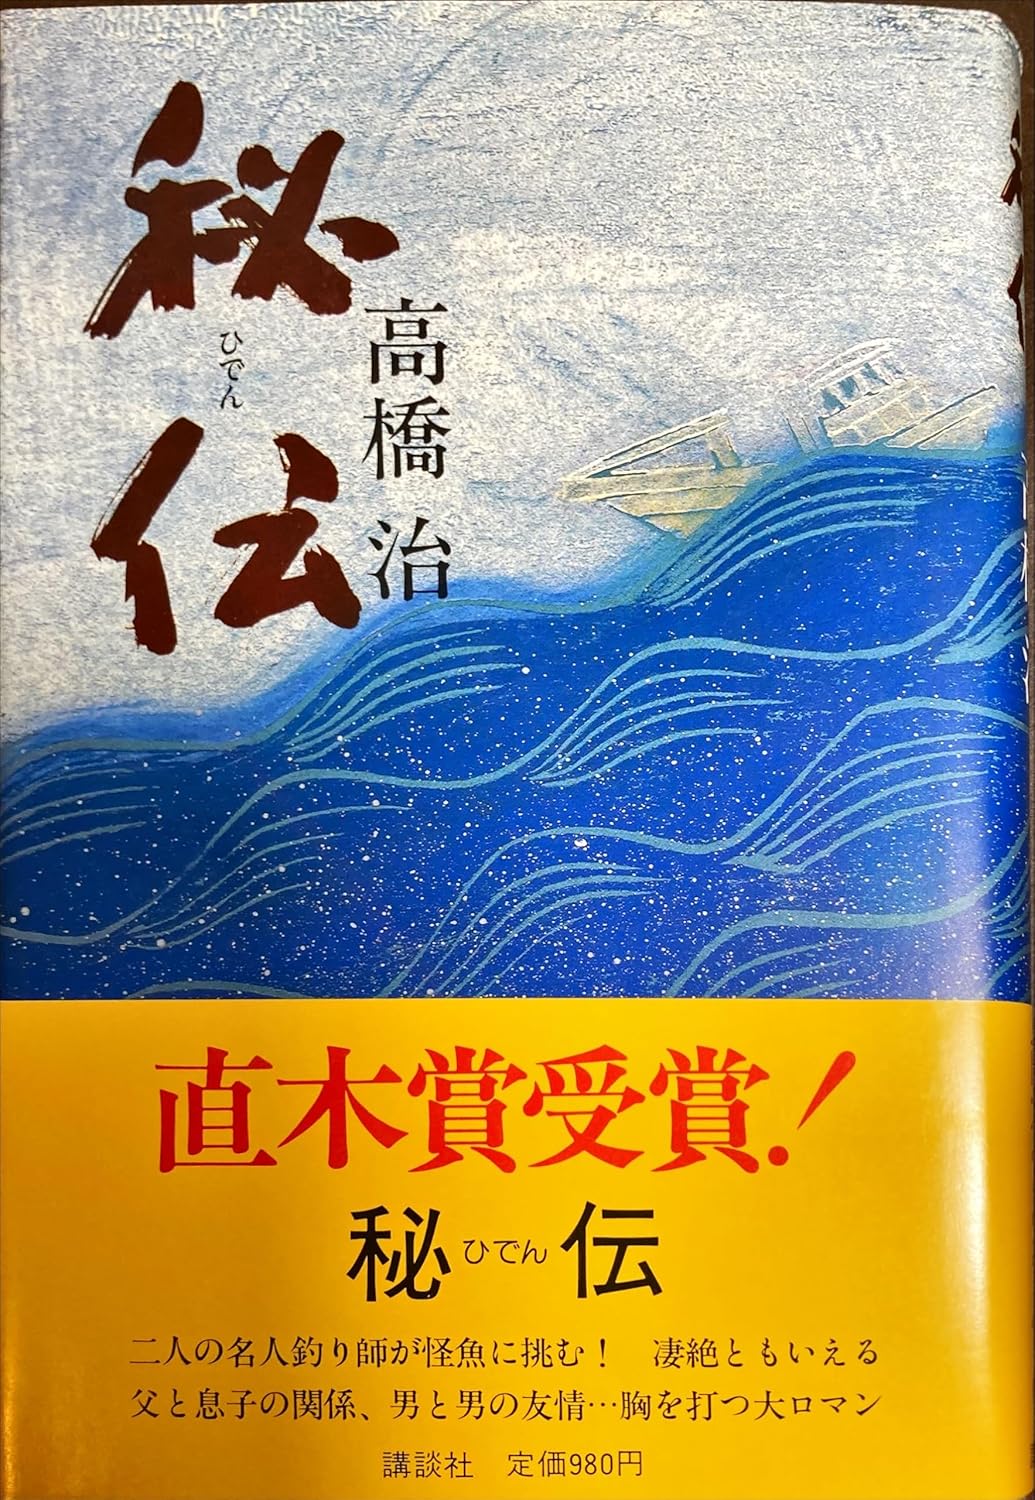 秘伝
ひでん
高橋治
直木賞受賞!
秘ひでん伝
二人の名人釣り師が怪魚に挑む! 凄絶ともいえる
父と息子の関係、男と男の友情…胸を打つ大ロマン
講談社 定価980円